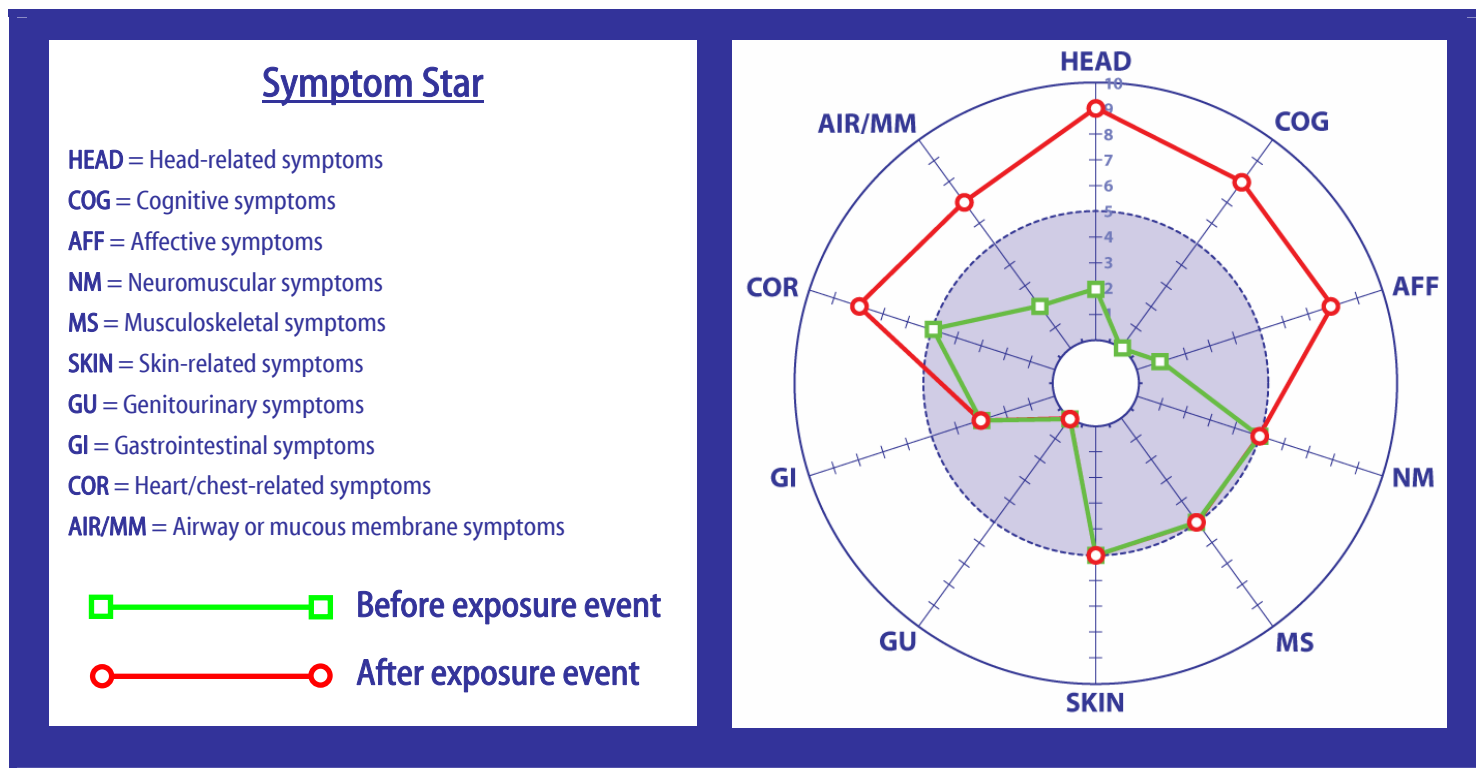 Symptom Star
HEAD = Head-related symptoms
COG = Cognitive symptoms
AFF = Affective symptoms
NM = Neuromuscular symptoms
MS = Musculoskeletal symptoms
SKIN = Skin-related symptoms
GU = Genitourinary symptoms
GI = Gastrointestinal symptoms
COR = Heart/chest-related symptoms
AIR/MM = Airway or mucous membrane symptoms
Before exposure event
After exposure event
HEAD
10
9
8
7
6
5
4
3
2
1
COG
AFF
NM
MS
SKIN
GU
GI
COR
AIR/MM